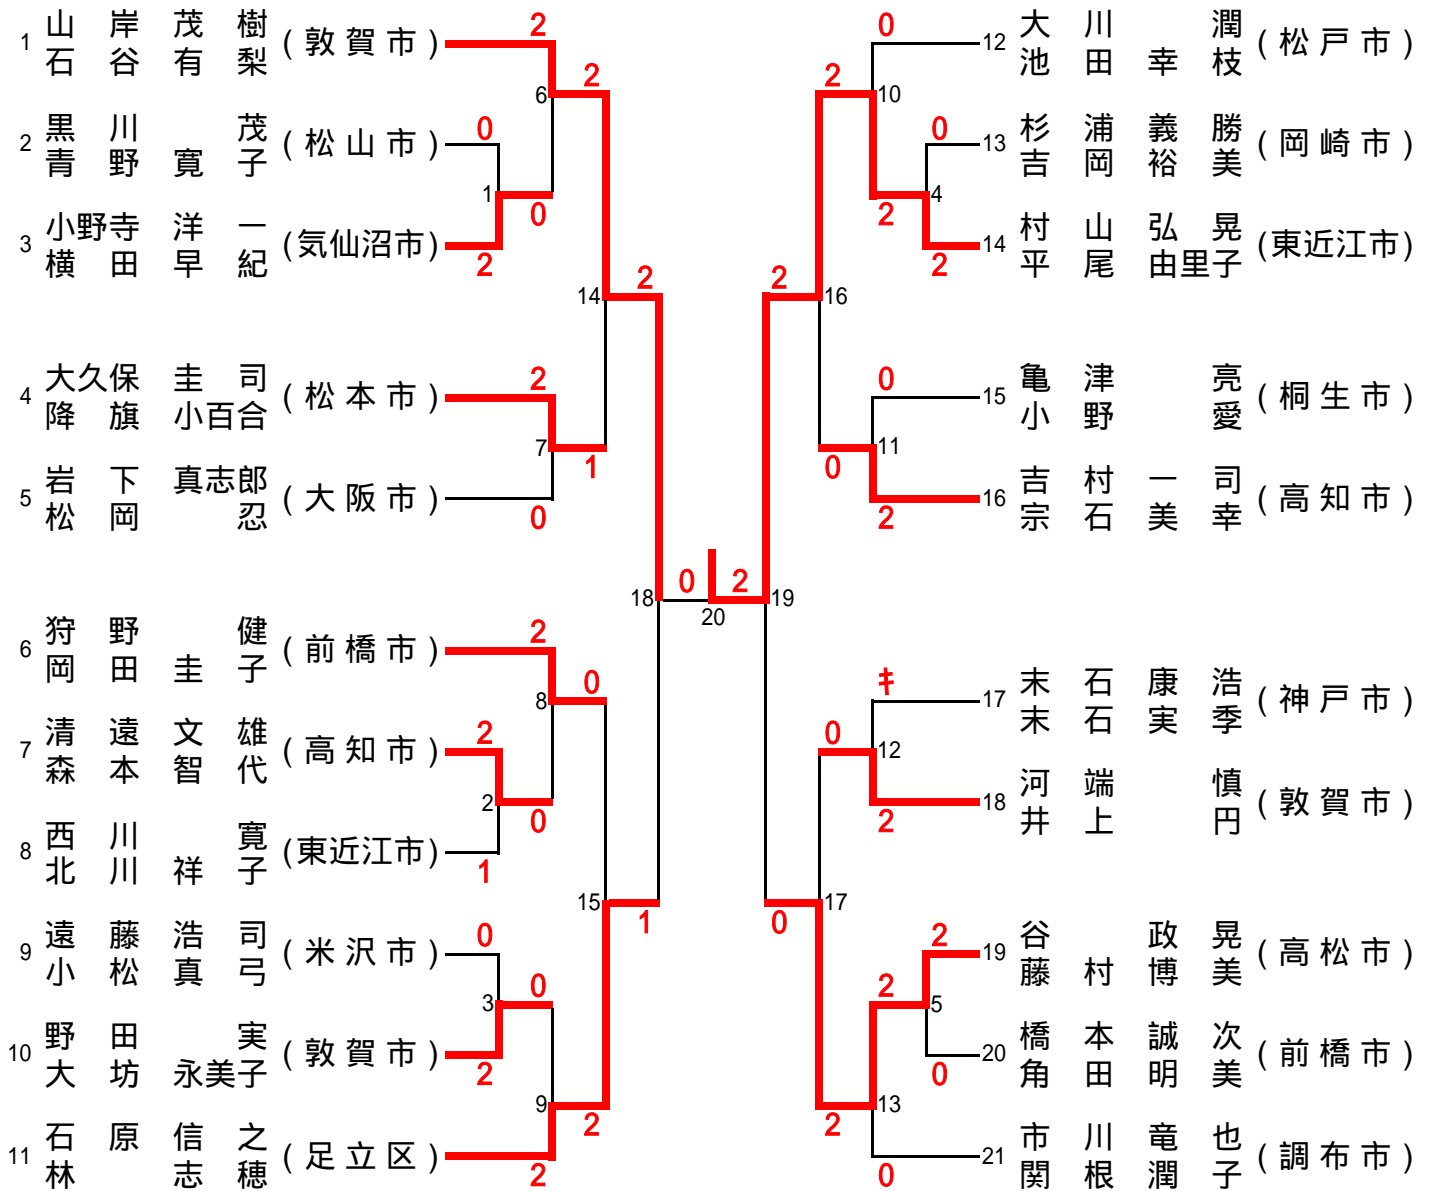 1 山岸茂樹 石谷有梨 (敦賀市) 2
2 黒川茂 青野寛子 (松山市) 0
3 小野寺洋一 横田早紀 (気仙沼市) 2
4 大久保圭司 降旗小百合 (松本市) 2
5 岩下真志郎 松岡忍 (大阪市) 0
6 狩野健 岡田圭子 (前橋市) 2
7 清遠文雄 森本智代 (高知市) 2
8 西川寛 北川祥子 (東近江市) 1
9 遠藤浩司 小松真弓 (米沢市) 0
10 野田実 大坊永美子 (敦賀市) 2
11 石原信之 林志穂 (足立区) 2
1 0
6 2
7 1
14 2
2 0
8 0
3 0
9 2
15 1
18 0
20
19 2
0 12 大川潤 池田幸枝 (松戸市)
0 13 杉浦義勝 吉岡裕美 (岡崎市)
2 14 村山弘晃 平尾由里子 (東近江市)
0 15 亀津亮 小野愛 (桐生市)
2 16 吉村一司 宗石美幸 (高知市)
キ 17 末石康浩 末石実季 (神戸市)
2 18 河端慎 井上円 (敦賀市)
2 19 谷政晃 藤村博美 (高松市)
0 20 橋本誠次 角田明美 (前橋市)
0 21 市川竜也 関根潤子 (調布市)
2 4
2 10
0 11
2 16
0 12
2 5
2 13
0 17